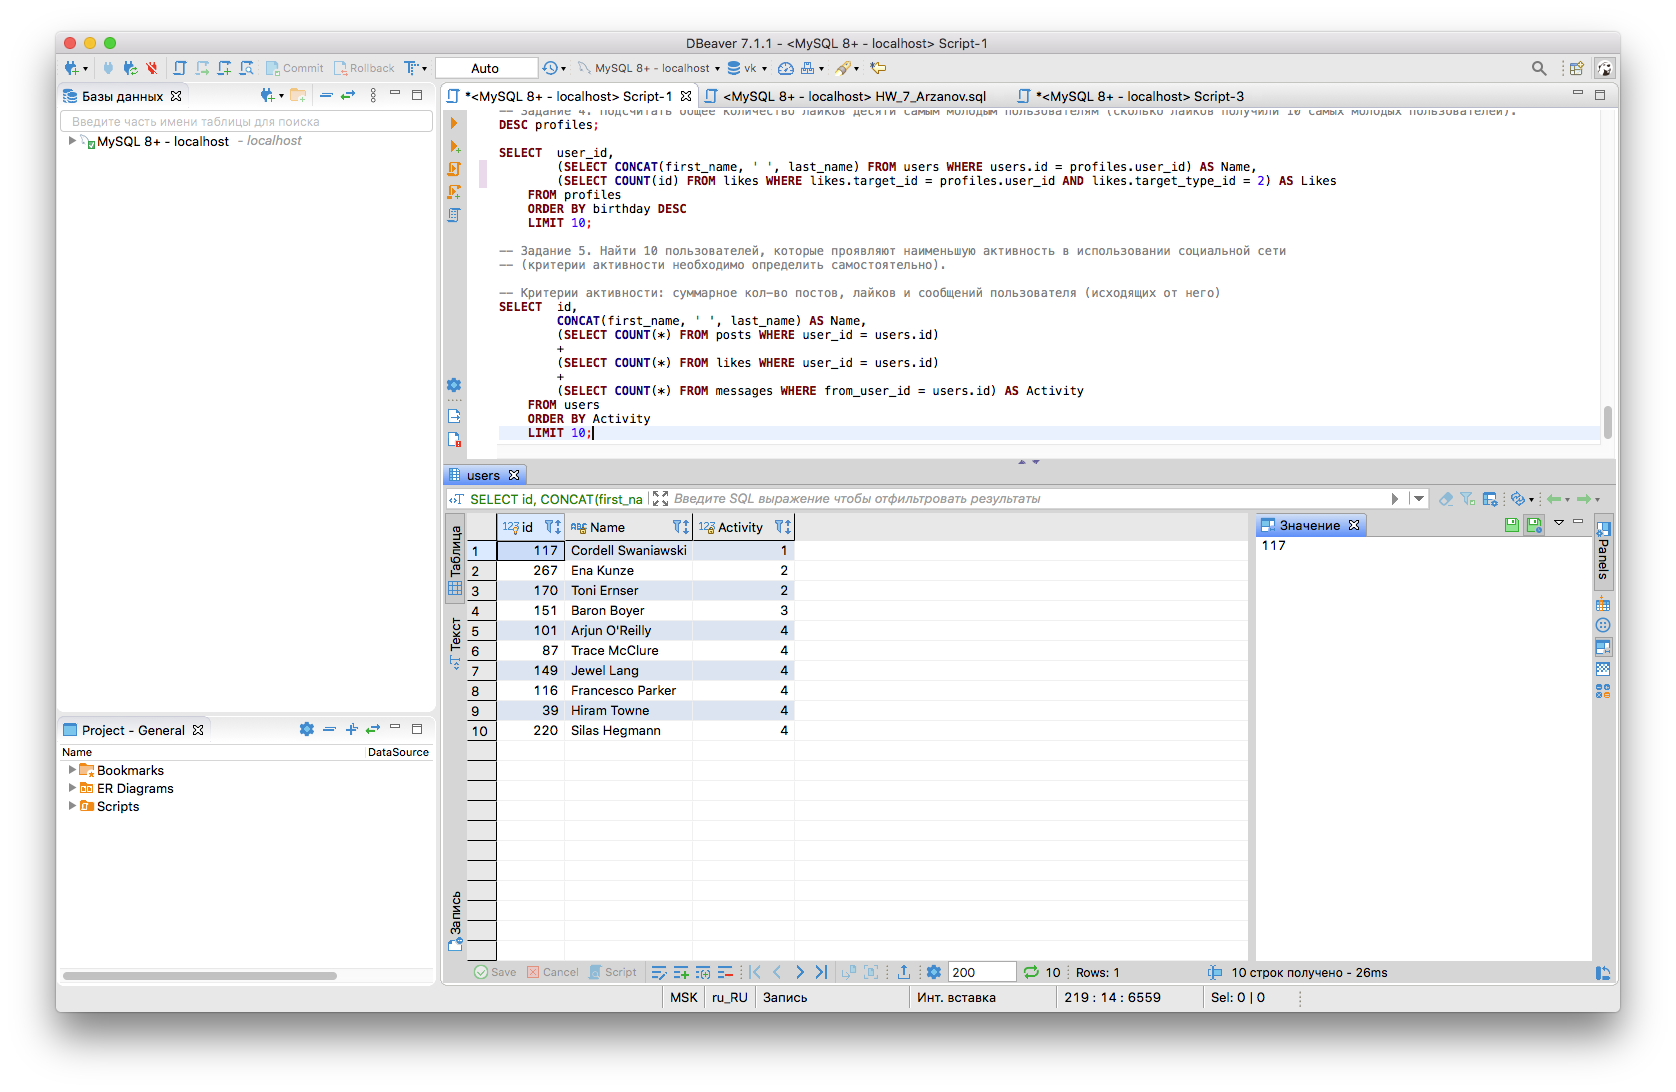 DBeaver 7.1.1 - <MySQL 8+ - localhost> Script-1
Commit Rollback Auto MySQL 8+ - localhost vk
Базы данных
Введите часть имени таблицы для поиска
MySQL 8+ - localhost - localhost
*<MySQL 8+ - localhost> Script-1 <MySQL 8+ - localhost> HW_7_Arzanov.sql *<MySQL 8+ - localhost> Script-3
-- Задание 4. Подсчитать общее количество лайков десяти самым молодым пользователям (сколько лайков получили 10 самых молодых пользователей).
DESC profiles;
SELECT user_id,
(SELECT CONCAT(first_name, ' ', last_name) FROM users WHERE users.id = profiles.user_id) AS Name,
(SELECT COUNT(id) FROM likes WHERE likes.target_id = profiles.user_id AND likes.target_type_id = 2) AS Likes
FROM profiles
ORDER BY birthday DESC
LIMIT 10;
-- Задание 5. Найти 10 пользователей, которые проявляют наименьшую активность в использовании социальной сети
-- (критерии активности необходимо определить самостоятельно).
-- Критерии активности: суммарное кол-во постов, лайков и сообщений пользователя (исходящих от него)
SELECT id,
CONCAT(first_name, ' ', last_name) AS Name,
(SELECT COUNT(*) FROM posts WHERE user_id = users.id)
+
(SELECT COUNT(*) FROM likes WHERE user_id = users.id)
+
(SELECT COUNT(*) FROM messages WHERE from_user_id = users.id) AS Activity
FROM users
ORDER BY Activity
LIMIT 10;
users
SELECT id, CONCAT(first_na Введите SQL выражение чтобы отфильтровать результаты
Таблица
Текст
Запись
123 id ABC Name 123 Activity
1 117 Cordell Swaniawski 1
2 267 Ena Kunze 2
3 170 Toni Ernser 2
4 151 Baron Boyer 3
5 101 Arjun O'Reilly 4
6 87 Trace McClure 4
7 149 Jewel Lang 4
8 116 Francesco Parker 4
9 39 Hiram Towne 4
10 220 Silas Hegmann 4
Значение
117
Panels
Project - General
Name DataSource
Bookmarks
ER Diagrams
Scripts
Save Cancel Script 200 10 Rows: 1 10 строк получено - 26ms
MSK ru_RU Запись Инт. вставка 219 : 14 : 6559 Sel: 0 | 0